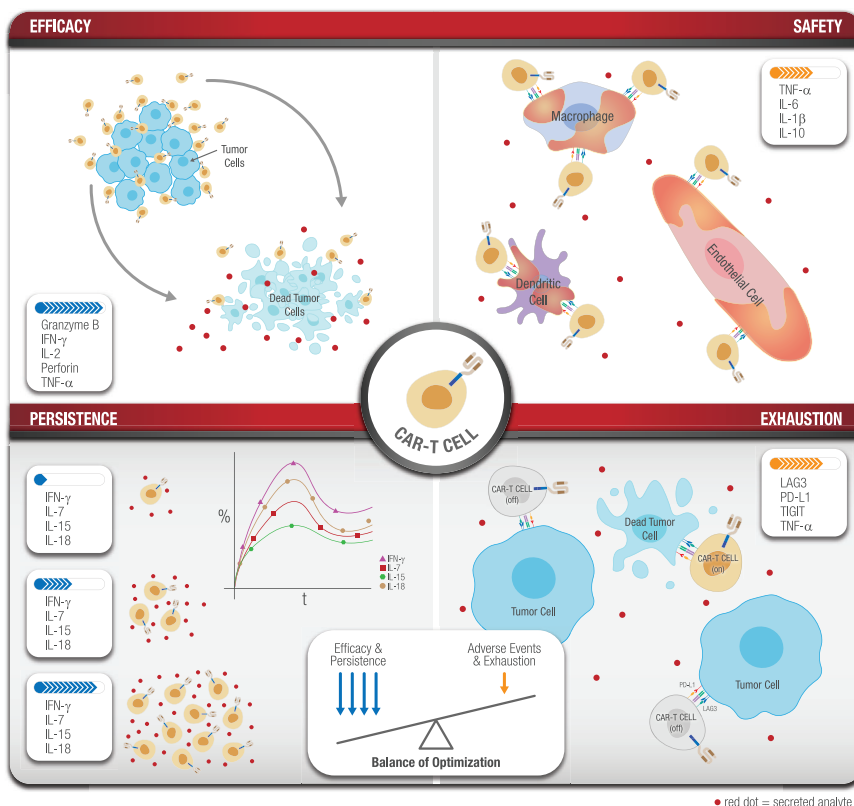 EFFICACY
SAFETY
Tumor
Cells
Dead Tumor
Cells
Granzyme B
IFN-γ
IL-2
Perforin
TNF-α
Macrophage
Dendritic
Cell
Endothelial Cell
TNF-α
IL-6
IL-1β
IL-10
CAR-T CELL
PERSISTENCE
EXHAUSTION
IFN-γ
IL-7
IL-15
IL-18
IFN-γ
IL-7
IL-15
IL-18
IFN-γ
IL-7
IL-15
IL-18
%
t
IFN-γ
IL-7
IL-15
IL-18
CAR-T CELL
(off)
Tumor Cell
Dead Tumor
Cell
CAR-T CELL
(on)
LAG3
PD-L1
TIGIT
TNF-α
PD-L1
LAG3
Tumor Cell
CAR-T CELL
(off)
Efficacy &
Persistence
Adverse Events
& Exhaustion
Balance of Optimization
red dot = secreted analyte